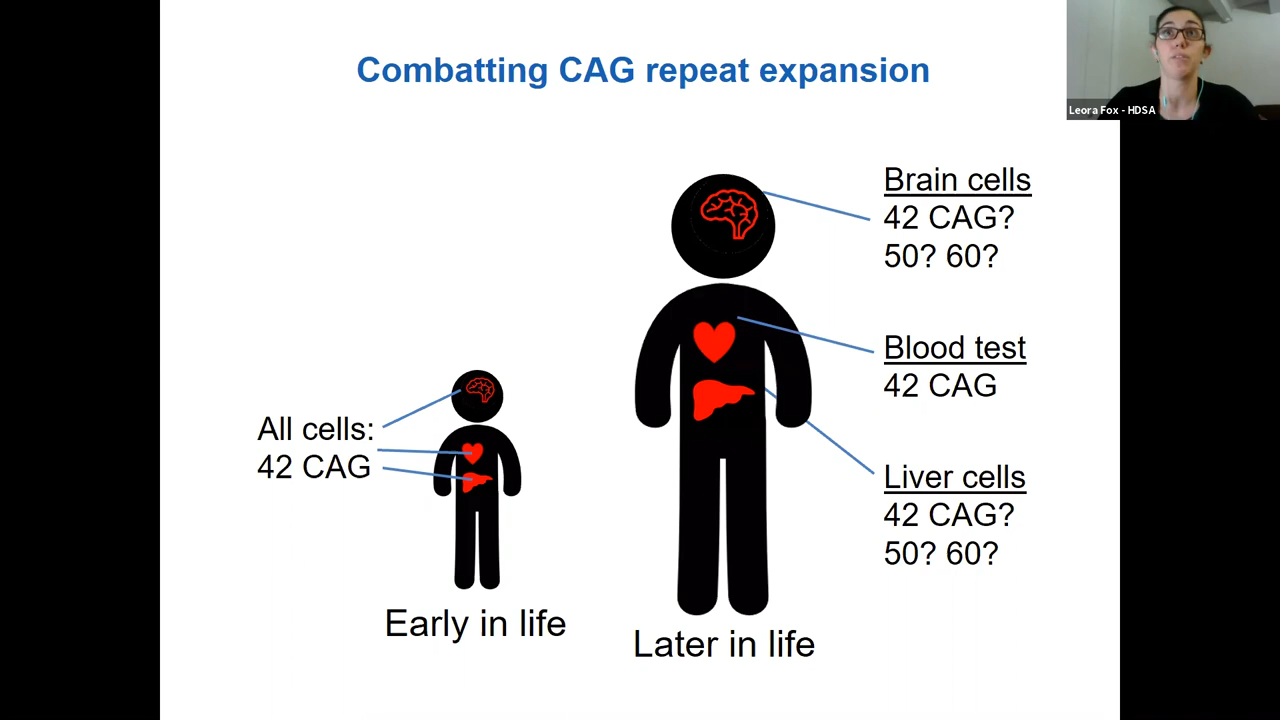 Combatting CAG repeat expansion
Leora Fox - HDSA
Brain cells
42 CAG?
50? 60?
Blood test
42 CAG
All cells:
42 CAG
Liver cells
42 CAG?
50? 60?
Early in life
Later in life